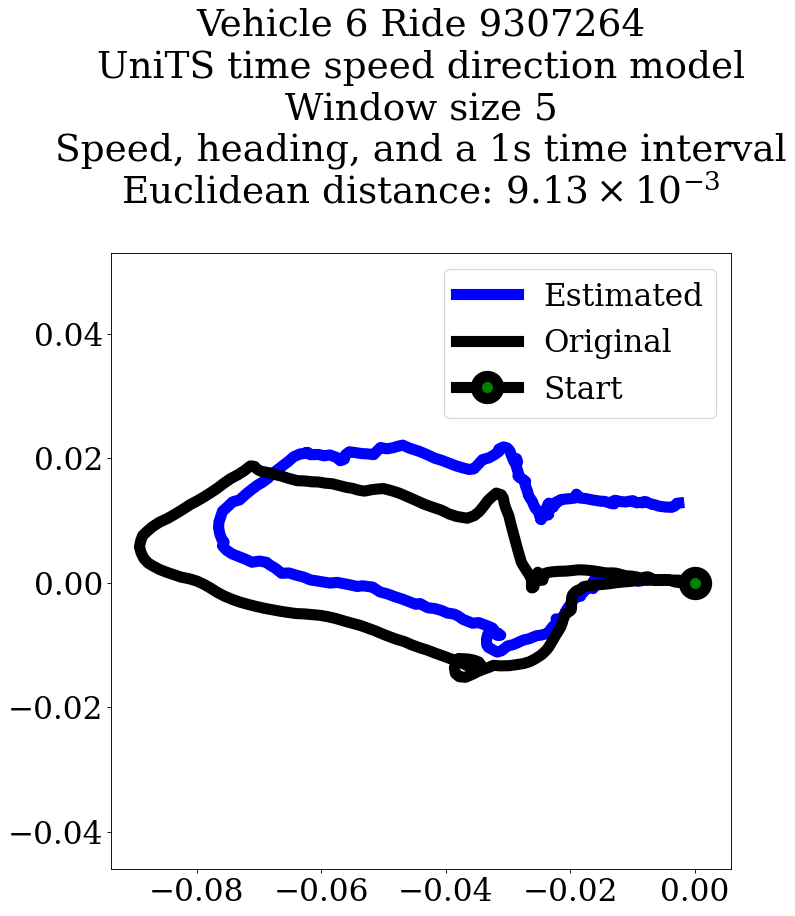 Vehicle 6 Ride 9307264
UniTS time speed direction model
Window size 5
Speed, heading, and a 1s time interval
Euclidean distance: 9.13 × 10⁻³
Estimated
Original
Start
0.04
0.02
0.00
−0.02
−0.04
−0.08
−0.06
−0.04
−0.02
0.00